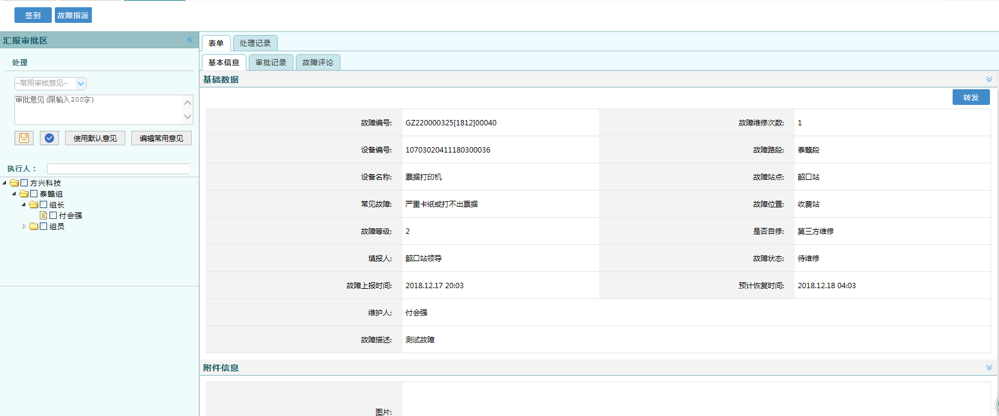 签到 故障指派
汇报审批区
处理
--常用审核意见--
审批意见 (限输入200字)
使用默认意见 编辑常用意见
执行人：
方兴科技
泰赣组
组长
付会强
组员
表单 处理记录
基本信息 审批记录 故障评论
基础数据
转发
故障编号: GZ220000325[1812]00040 故障维修次数: 1
设备编号: 10703020411180300036 故障路段: 泰赣段
设备名称: 票据打印机 故障站点: 韶口站
常见故障: 严重卡纸或打不出票据 故障位置: 收费站
故障等级: 2 是否自修: 第三方维修
填报人: 韶口站领导 故障状态: 待维修
故障上报时间: 2018.12.17 20:03 预计恢复时间: 2018.12.18 04:03
维护人: 付会强
故障描述: 测试故障
附件信息
图片: